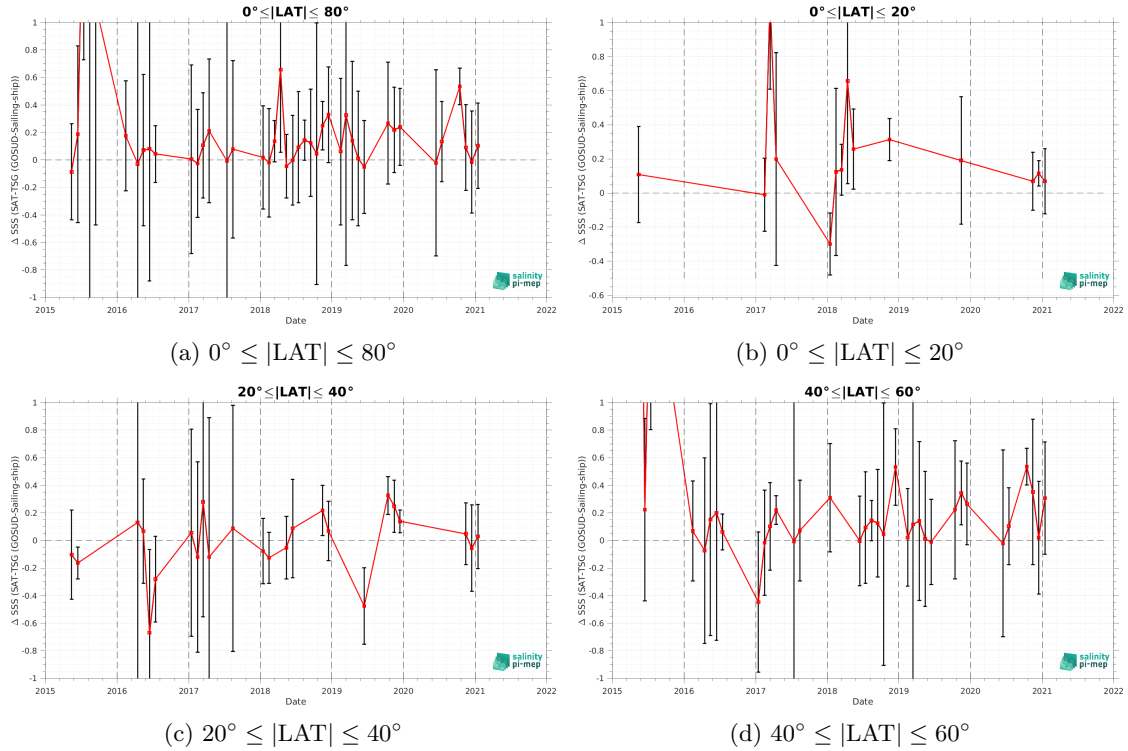 0°≤|LAT|≤ 80°
Δ SSS (SAT-TSG (GOSUD-Sailing-ship))
1
0.8
0.6
0.4
0.2
0
-0.2
-0.4
-0.6
-0.8
-1
2015 2016 2017 2018 2019 2020 2021 2022
Date
salinity
pi-mep
(a) 0° ≤ |LAT| ≤ 80°
0°≤|LAT|≤ 20°
Δ SSS (SAT-TSG (GOSUD-Sailing-ship))
1
0.8
0.6
0.4
0.2
0
-0.2
-0.4
-0.6
2015 2016 2017 2018 2019 2020 2021 2022
Date
salinity
pi-mep
(b) 0° ≤ |LAT| ≤ 20°
20°≤|LAT|≤ 40°
Δ SSS (SAT-TSG (GOSUD-Sailing-ship))
1
0.8
0.6
0.4
0.2
0
-0.2
-0.4
-0.6
-0.8
-1
2015 2016 2017 2018 2019 2020 2021 2022
Date
salinity
pi-mep
(c) 20° ≤ |LAT| ≤ 40°
40°≤|LAT|≤ 60°
Δ SSS (SAT-TSG (GOSUD-Sailing-ship))
1
0.8
0.6
0.4
0.2
0
-0.2
-0.4
-0.6
-0.8
-1
2015 2016 2017 2018 2019 2020 2021 2022
Date
salinity
pi-mep
(d) 40° ≤ |LAT| ≤ 60°